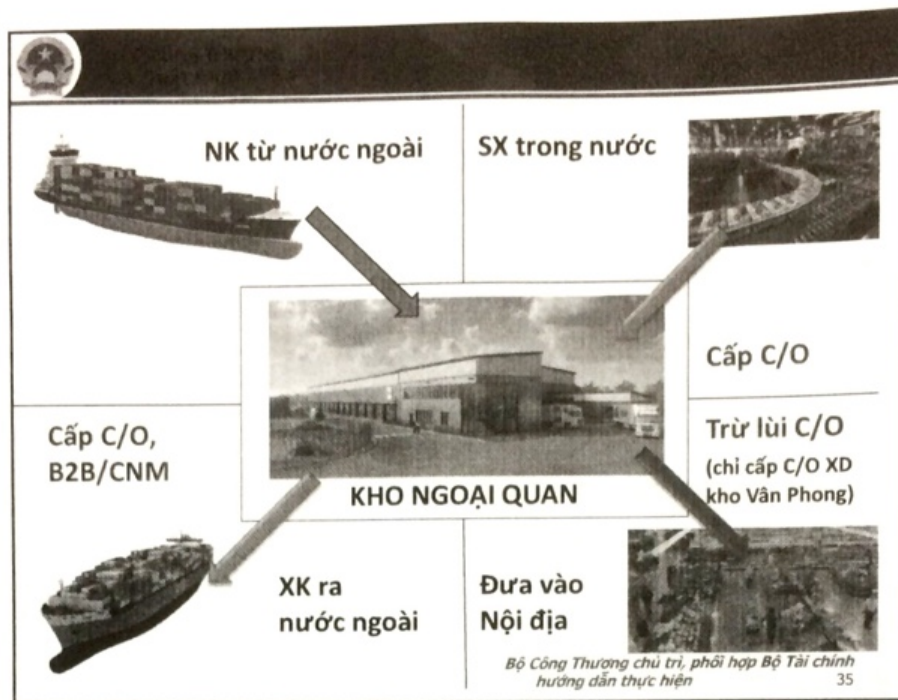 NK từ nước ngoài
SX trong nước
Cấp C/O
Cấp C/O,
B2B/CNM
Trừ lùi C/O
(chỉ cấp C/O XD
kho Vân Phong)
KHO NGOẠI QUAN
XK ra
nước ngoài
Đưa vào
Nội địa
Bộ Công Thương chủ trì, phối hợp Bộ Tài chính
hướng dẫn thực hiện
35